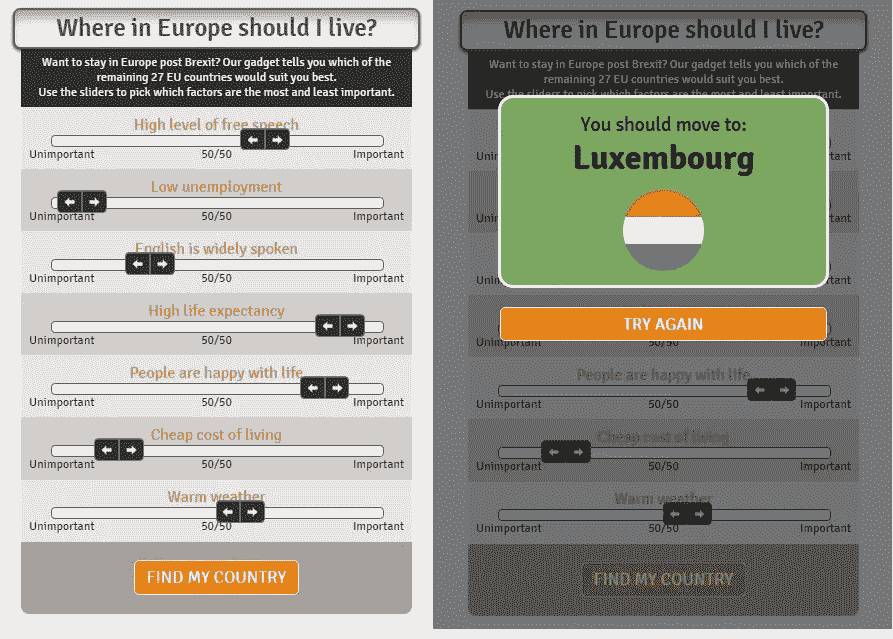 Where in Europe should I live?
Want to stay in Europe post Brexit? Our gadget tells you which of the
remaining 27 EU countries would suit you best.
Use the sliders to pick which factors are the most and least important.
High level of free speech
Unimportant 50/50 Important
Low unemployment
Unimportant 50/50 Important
English is widely spoken
Unimportant 50/50 Important
High life expectancy
Unimportant 50/50 Important
People are happy with life
Unimportant 50/50 Important
Cheap cost of living
Unimportant 50/50 Important
Warm weather
Unimportant 50/50 Important
FIND MY COUNTRY
Where in Europe should I live?
Want to stay in Europe post Brexit? Our gadget tells you which of the
remaining 27 EU countries would suit you best.
Use the sliders to pick which factors are the most and least important.
You should move to:
Luxembourg
TRY AGAIN
Unimportant 50/50 Important
People are happy with life
Unimportant 50/50 Important
Cheap cost of living
Unimportant 50/50 Important
Warm weather
Unimportant 50/50 Important
FIND MY COUNTRY